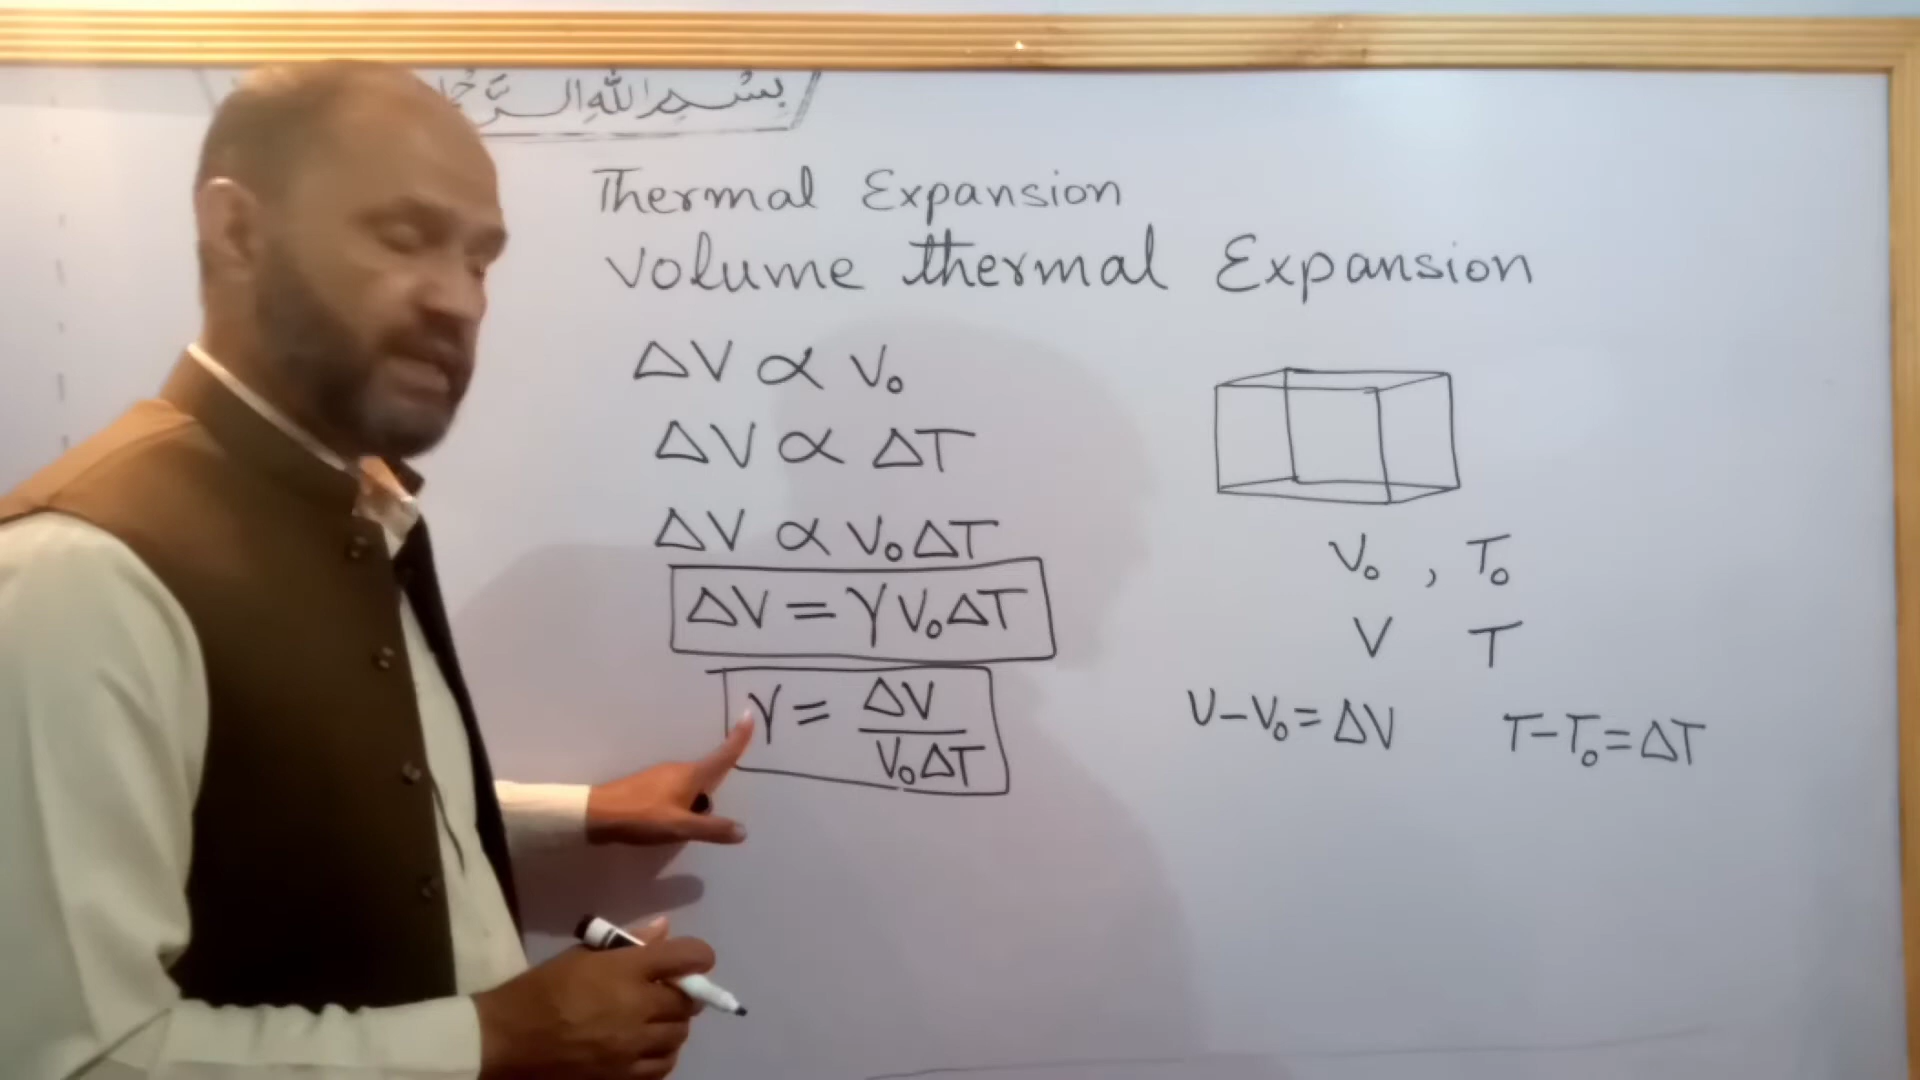 بِسْمِ اللهِ
Thermal Expansion
Volume thermal Expansion
ΔV ∝ V₀
ΔV ∝ ΔT
ΔV ∝ V₀ΔT
ΔV = γV₀ΔT
γ = ΔV / V₀ΔT
V₀ , T₀
V T
V-V₀=ΔV T-T₀=ΔT